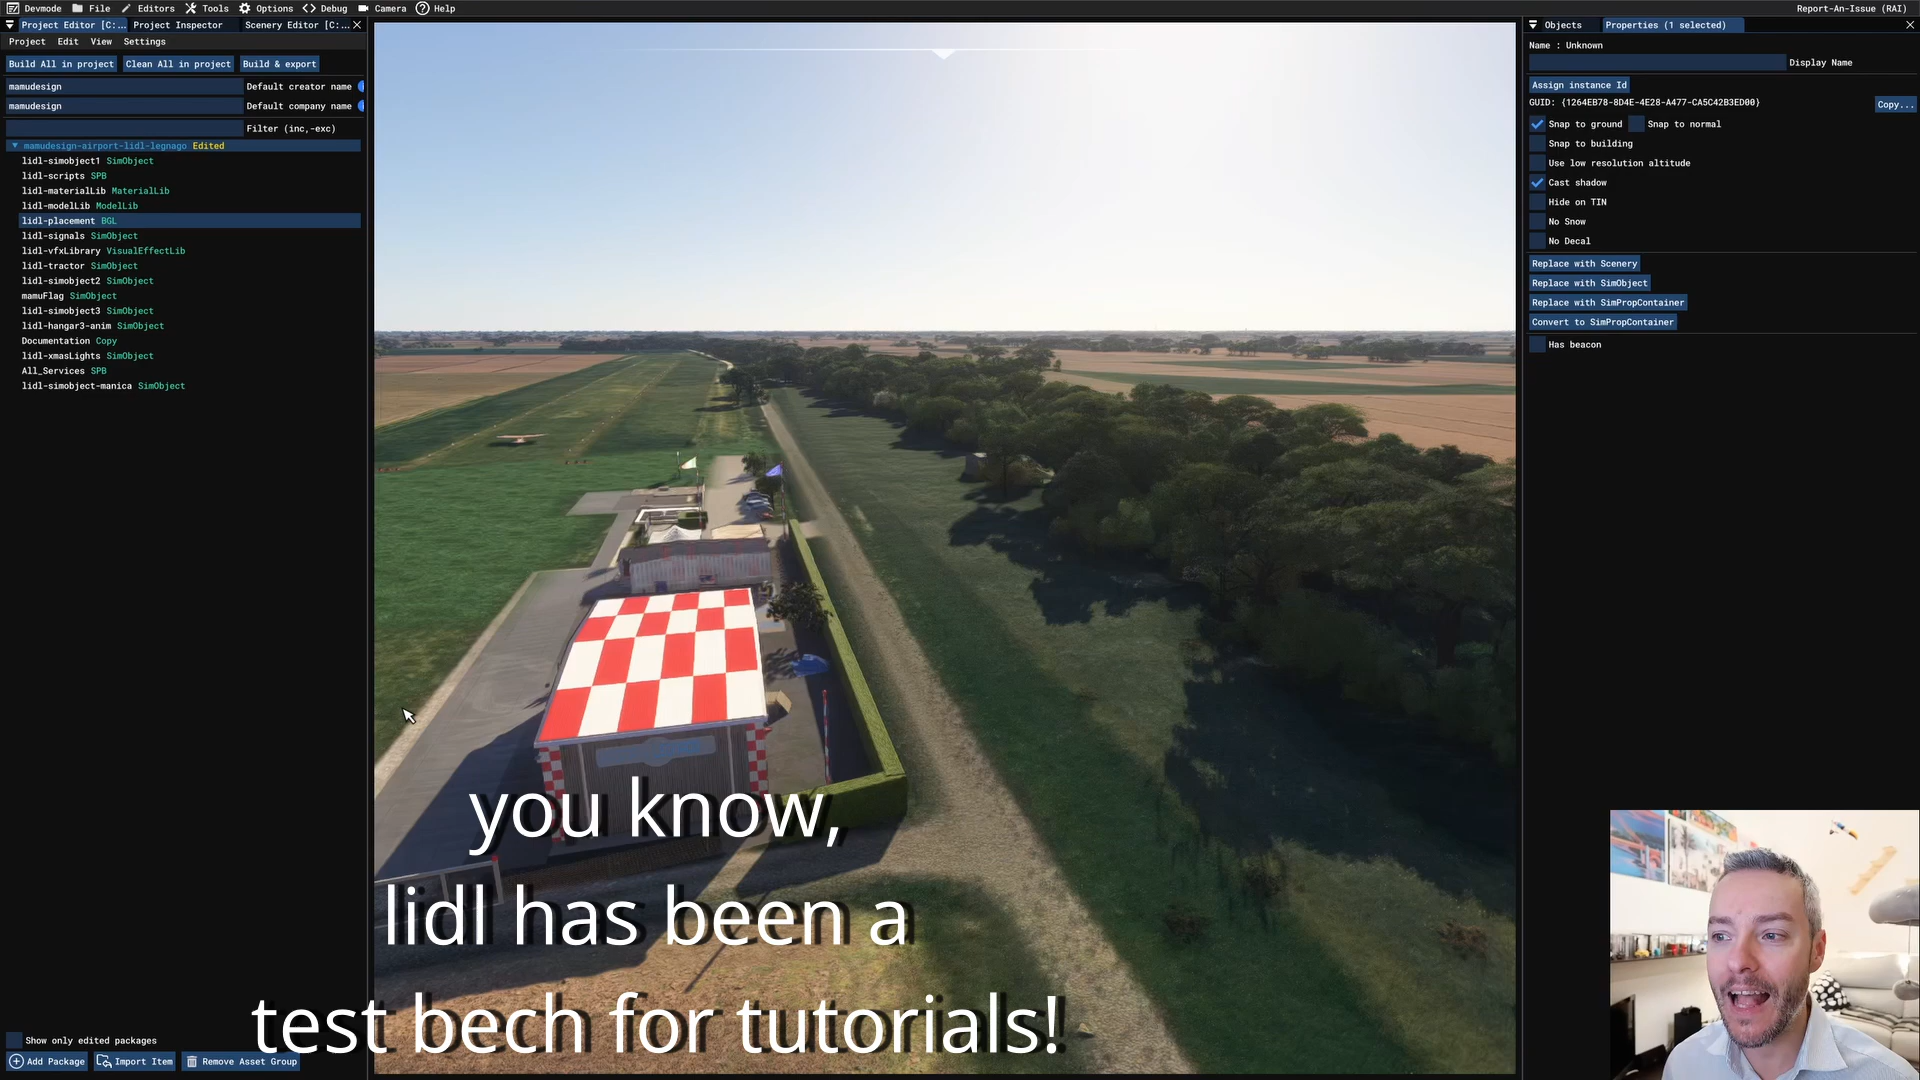 Devmode File Editors Tools Options Debug Camera Help Report-An-Issue (RAI)
Project Editor [C:... Project Inspector Scenery Editor [C:...
Project Edit View Settings
Build All in project Clean All in project Build & export
mamudesign Default creator name
mamudesign Default company name
Filter (inc,-exc)
mamudesign-airport-lidl-legnago Edited
lidl-simobject1 SimObject
lidl-scripts SPB
lidl-materialLib MaterialLib
lidl-modelLib ModelLib
lidl-placement BGL
lidl-signals SimObject
lidl-vfxLibrary VisualEffectLib
lidl-tractor SimObject
lidl-simobject2 SimObject
mamuFlag SimObject
lidl-simobject3 SimObject
lidl-hangar3-anim SimObject
Documentation Copy
lidl-xmasLights SimObject
All_Services SPB
lidl-simobject-manica SimObject
Show only edited packages
Add Package Import Item Remove Asset Group
you know,
lidl has been a
test bech for tutorials!
Objects Properties (1 selected)
Name : Unknown
Display Name
Assign instance Id
GUID: {1264EB78-8D4E-4E28-A477-CA5C42B3ED00} Copy...
Snap to ground Snap to normal
Snap to building
Use low resolution altitude
Cast shadow
Hide on TIN
No Snow
No Decal
Replace with Scenery
Replace with SimObject
Replace with SimPropContainer
Convert to SimPropContainer
Has beacon